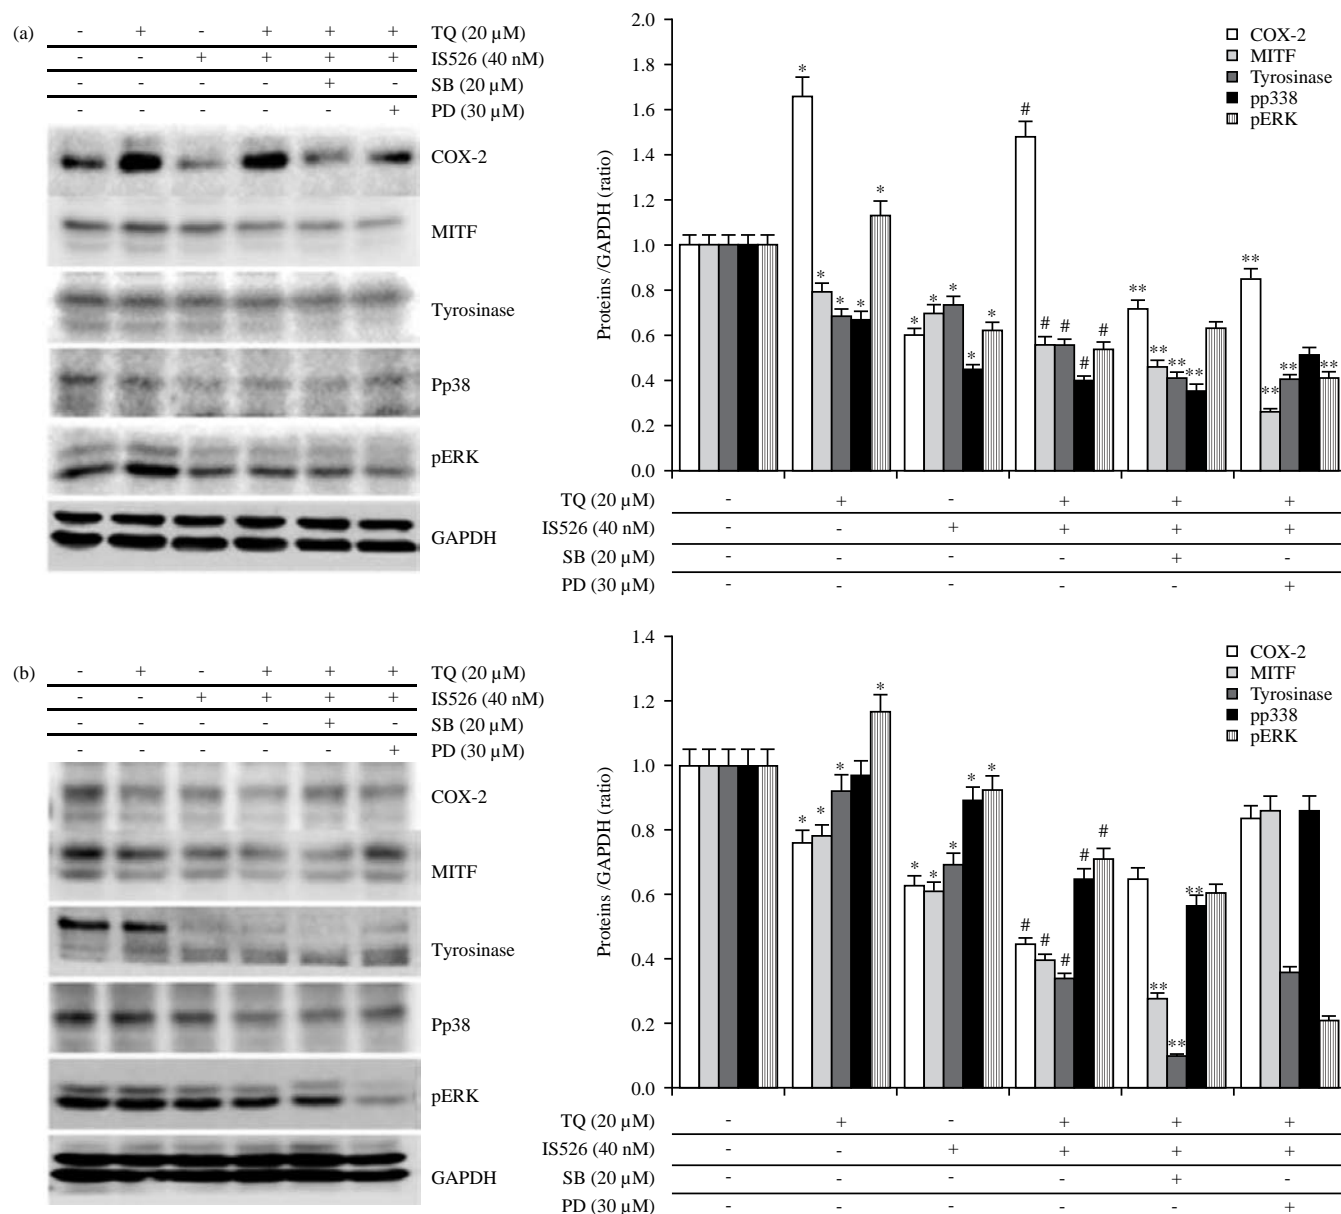 (a) - + - + + + TQ (20 µM)
- - + + + + IS526 (40 nM)
- - - - + - SB (20 µM)
- - - - - + PD (30 µM)
COX-2
MITF
Tyrosinase
Pp38
pERK
GAPDH
Proteins /GAPDH (ratio)
2.0
1.8
1.6
1.4
1.2
1.0
0.8
0.6
0.4
0.2
0.0
COX-2
MITF
Tyrosinase
pp338
pERK
* * * * *
* * * * *
# # # # #
** ** ** **
** ** ** **
TQ (20 µM) - + - + + +
IS526 (40 nM) - - + + + +
SB (20 µM) - - - - + -
PD (30 µM) - - - - - +
(b) - + - + + + TQ (20 µM)
- - + + + + IS526 (40 nM)
- - - - + - SB (20 µM)
- - - - - + PD (30 µM)
COX-2
MITF
Tyrosinase
Pp38
pERK
GAPDH
Proteins /GAPDH (ratio)
1.4
1.2
1.0
0.8
0.6
0.4
0.2
0.0
COX-2
MITF
Tyrosinase
pp338
pERK
* * * *
* * * * *
# # # # #
** ** **
TQ (20 µM) - + - + + +
IS526 (40 nM) - - + + + +
SB (20 µM) - - - - + -
PD (30 µM) - - - - - +